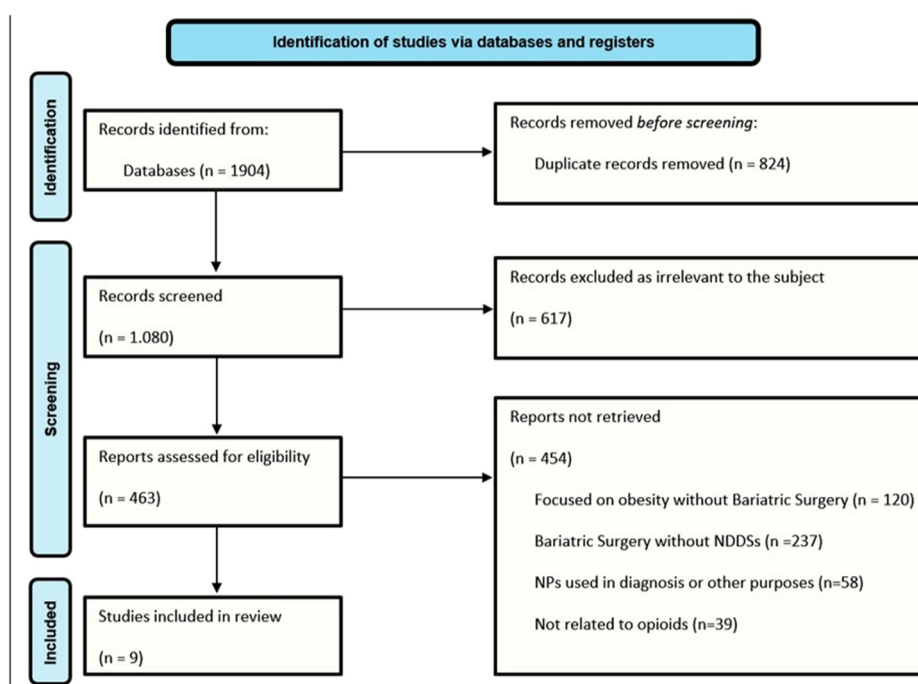 Identification of studies via databases and registers
Identification
Records identified from:
Databases (n = 1904)
Records removed before screening:
Duplicate records removed (n = 824)
Screening
Records screened
(n = 1.080)
Records excluded as irrelevant to the subject
(n = 617)
Reports assessed for eligibility
(n = 463)
Reports not retrieved
(n = 454)
Focused on obesity without Bariatric Surgery (n = 120)
Bariatric Surgery without NDDSs (n =237)
NPs used in diagnosis or other purposes (n=58)
Not related to opioids (n=39)
Included
Studies included in review
(n = 9)